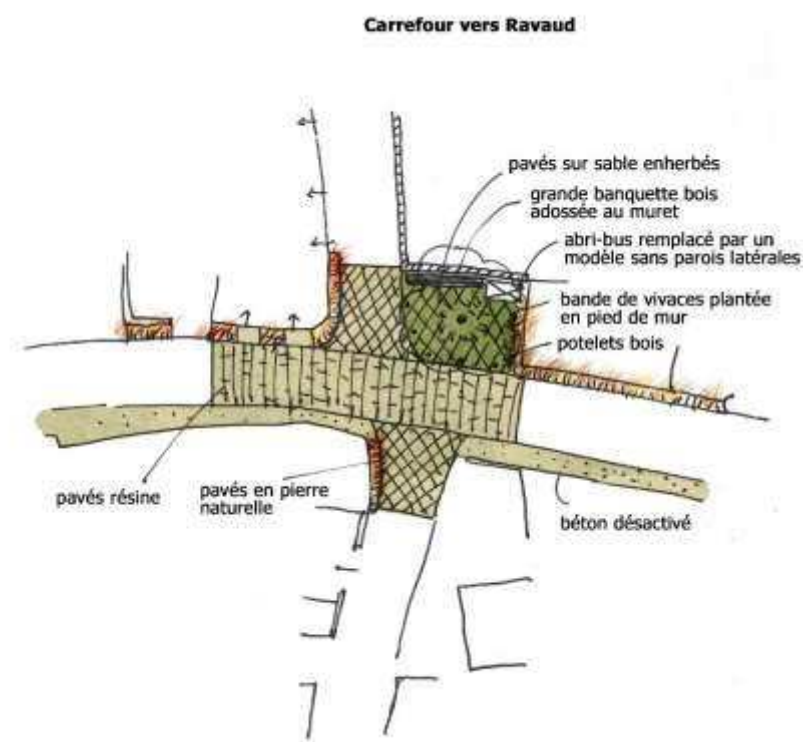 Carrefour vers Ravaud
pavés sur sable enherbés
grande banquette bois
adossée au muret
abri-bus remplacé par un
modèle sans parois latérales
bande de vivaces plantée
en pied de mur
potelets bois
pavés résine
pavés en pierre
naturelle
béton désactivé